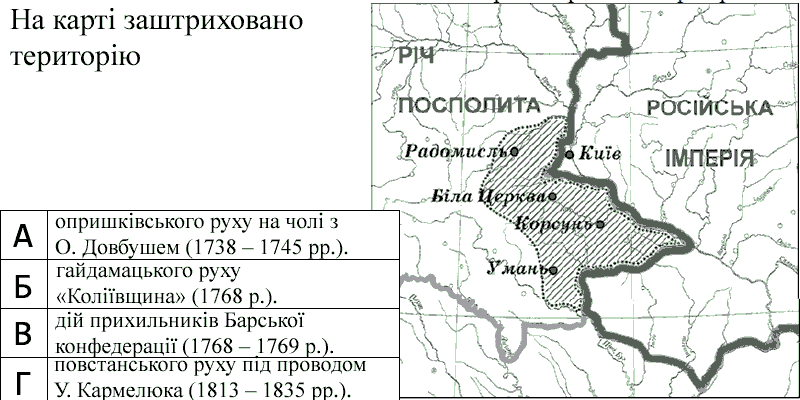 На карті заштриховано
територію
РІЧ
ПОСПОЛИТА
РОСІЙСЬКА
ІМПЕРІЯ
Радомисль
Київ
Біла Церква
Корсунь
Умань
А
опришківського руху на чолі з
О. Довбушем (1738 – 1745 рр.).
Б
гайдамацького руху
«Коліївщина» (1768 р.).
В
дій прихильників Барської
конфедерації (1768 – 1769 р.).
Г
повстанського руху під проводом
У. Кармелюка (1813 – 1835 рр.).